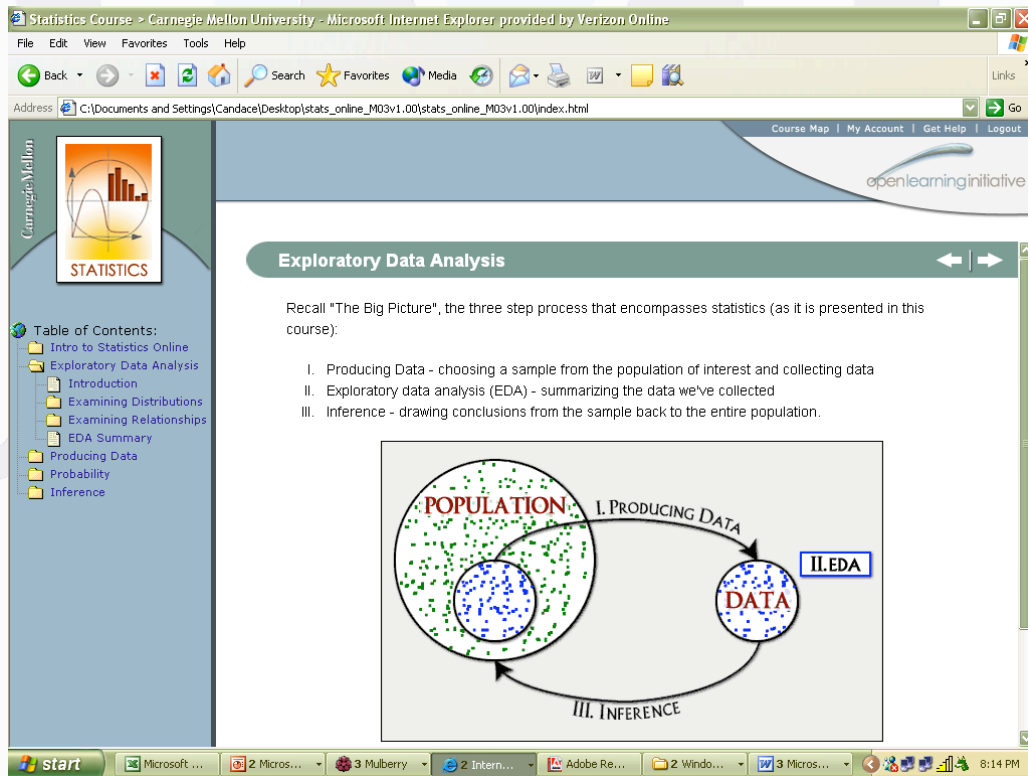 Statistics Course > Carnegie Mellon University - Microsoft Internet Explorer provided by Verizon Online
File Edit View Favorites Tools Help
Back Search Favorites Media Links
Address C:\Documents and Settings\Candace\Desktop\stats_online_M03v1.00\stats_online_M03v1.00\index.html Go
Course Map | My Account | Get Help | Logout
Carnegie Mellon
openlearninginitiative
STATISTICS
Table of Contents:
Intro to Statistics Online
Exploratory Data Analysis
Introduction
Examining Distributions
Examining Relationships
EDA Summary
Producing Data
Probability
Inference
Exploratory Data Analysis
Recall "The Big Picture", the three step process that encompasses statistics (as it is presented in this
course):
I. Producing Data - choosing a sample from the population of interest and collecting data
II. Exploratory data analysis (EDA) - summarizing the data we've collected
III. Inference - drawing conclusions from the sample back to the entire population.
POPULATION
I. PRODUCING DATA
II.EDA
DATA
III. INFERENCE
start Microsoft ... 2 Micros... 3 Mulberry 2 Intern... Adobe Re... 2 Windo... 3 Micros... 8:14 PM